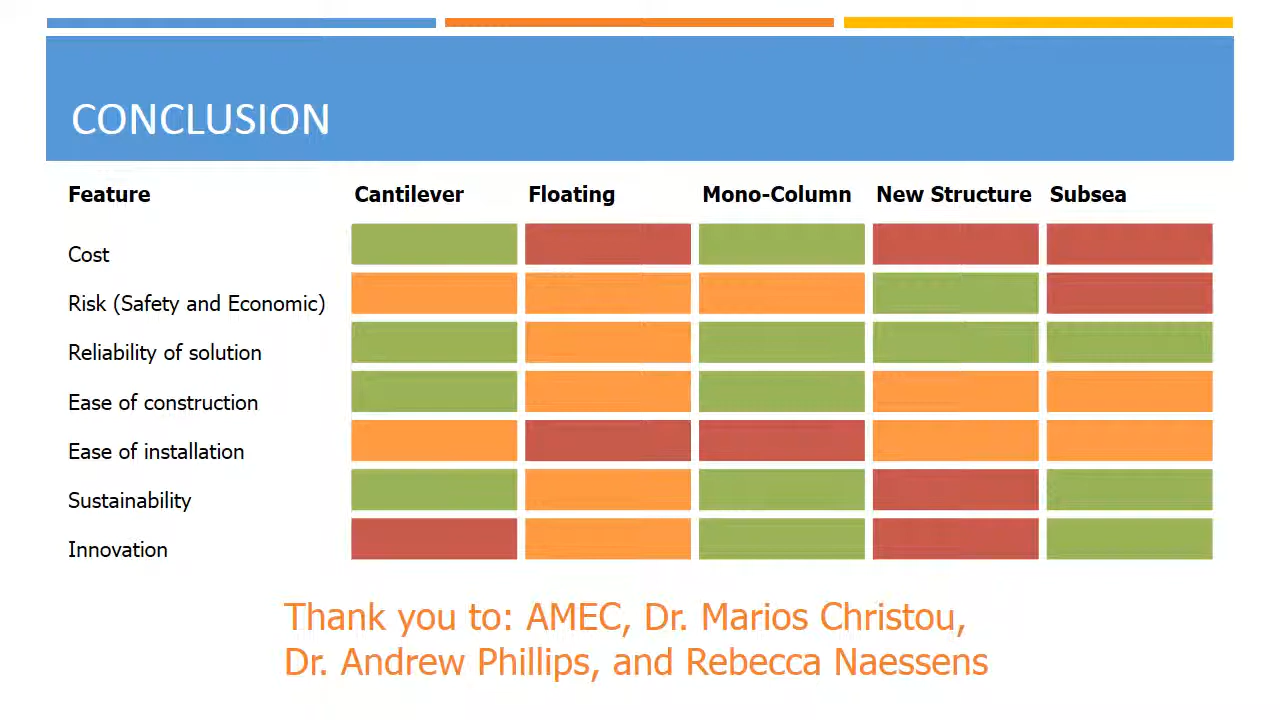 CONCLUSION
Feature Cantilever Floating Mono-Column New Structure Subsea
Cost
Risk (Safety and Economic)
Reliability of solution
Ease of construction
Ease of installation
Sustainability
Innovation
Thank you to: AMEC, Dr. Marios Christou,
Dr. Andrew Phillips, and Rebecca Naessens